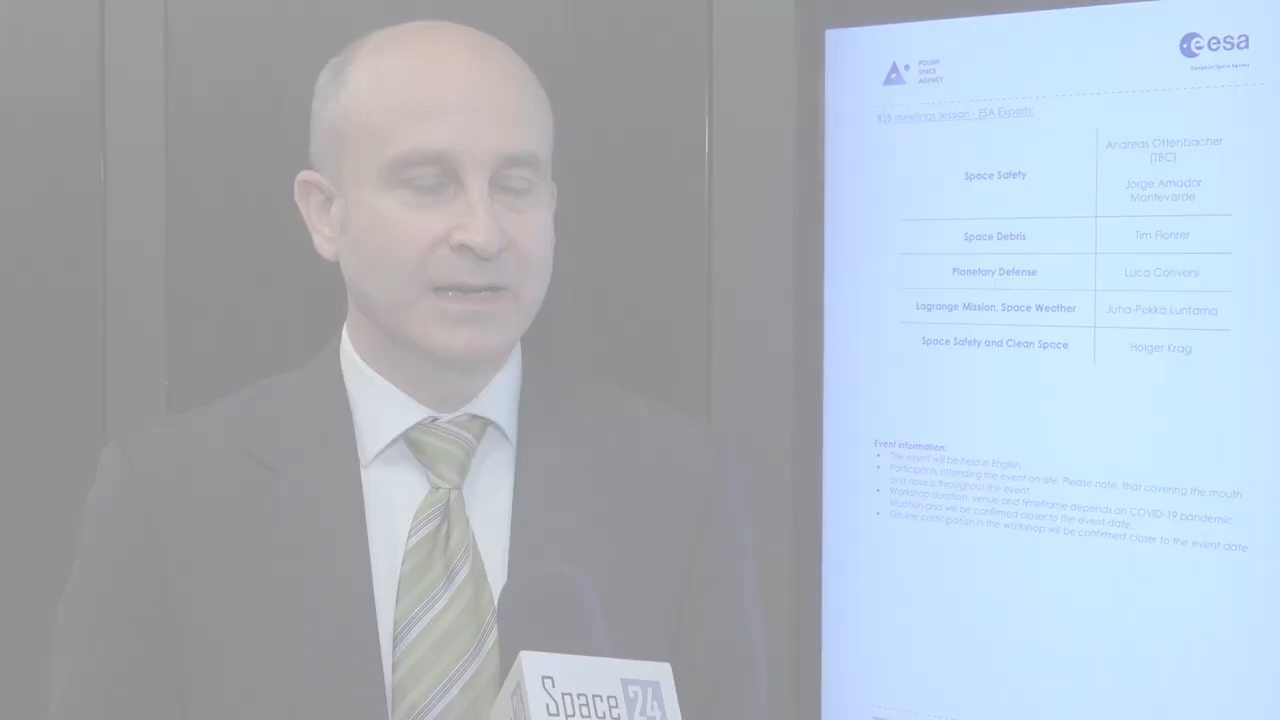 esa
European Space Agency
POLISH
SPACE
AGENCY
B2B meetings session - ESA Experts:
Space Safety
Andreas Ottenbacher
(TBC)
Jorge Amador
Monteverde
Space Debris
Tim Flohrer
Planetary Defense
Luca Conversi
Lagrange Mission, Space Weather
Juha-Pekka Luntama
Space Safety and Clean Space
Holger Krag
Event information:
• The event will be held in English.
• Participants attending the event on-site: Please note, that covering the mouth
and nose is throughout the event
• Workshop duration, venue and timeframe depends on COVID-19 pandemic
situation and will be confirmed closer to the event date.
• On-line participation in the workshop will be confirmed closer to the event date.
Space 24